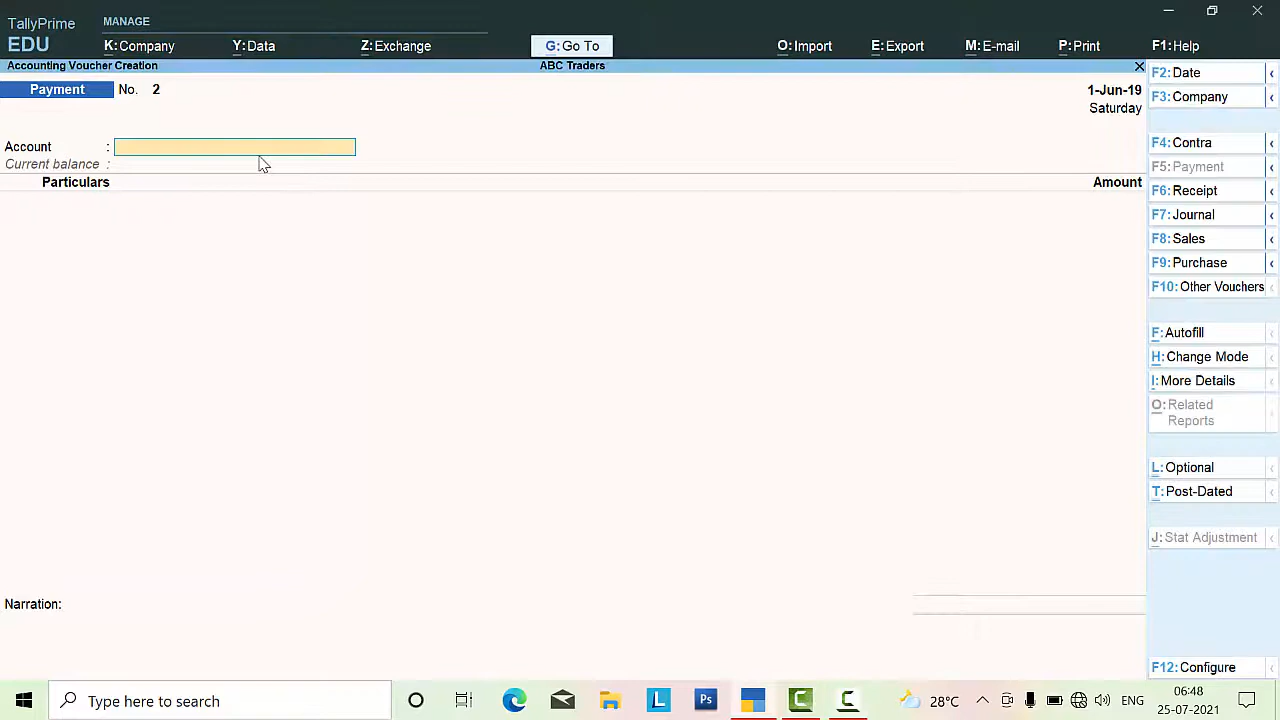 TallyPrime
EDU
MANAGE
K:Company
Y:Data
Z:Exchange
G:Go To
O:Import
E:Export
M:E-mail
P:Print
F1:Help
Accounting Voucher Creation
ABC Traders
Payment No. 2
1-Jun-19
Saturday
Account :
Current balance :
Particulars
Amount
Narration:
F2:Date
F3:Company
F4:Contra
F5:Payment
F6:Receipt
F7:Journal
F8:Sales
F9:Purchase
F10:Other Vouchers
F:Autofill
H:Change Mode
I:More Details
O:Related
Reports
L:Optional
T:Post-Dated
J:Stat Adjustment
F12:Configure
Type here to search
L
Ps
28°C
ENG
06:48
25-07-2021